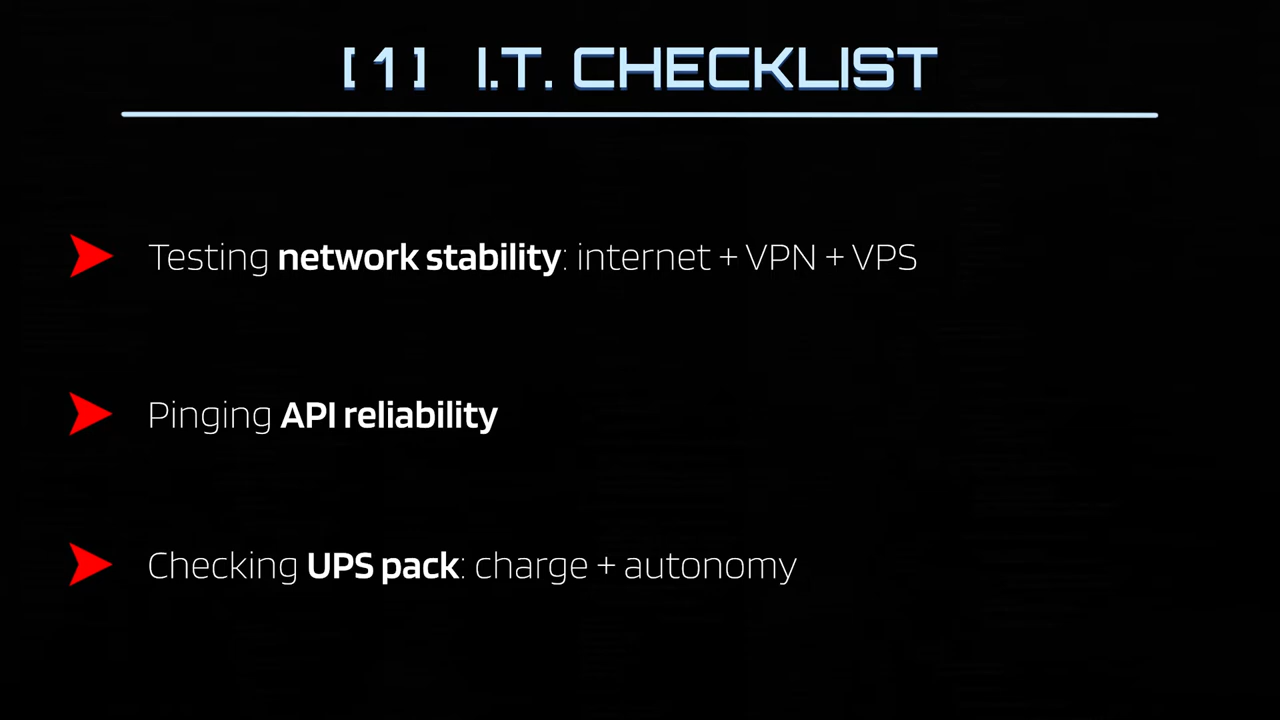 [ 1 ] I.T. CHECKLIST
Testing network stability: internet + VPN + VPS
Pinging API reliability
Checking UPS pack: charge + autonomy